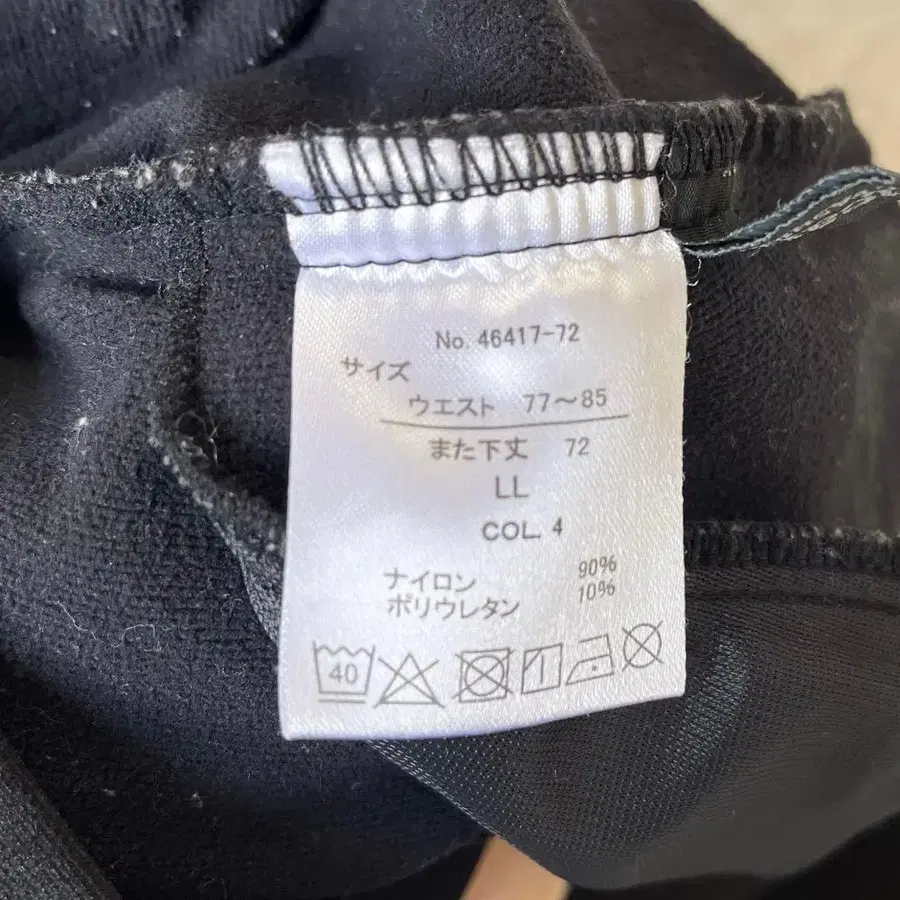 No. 46417-72
サイズ
ウエスト 77～85
また下丈 72
LL
COL. 4
ナイロン 90%
ポリウレタン 10%
40